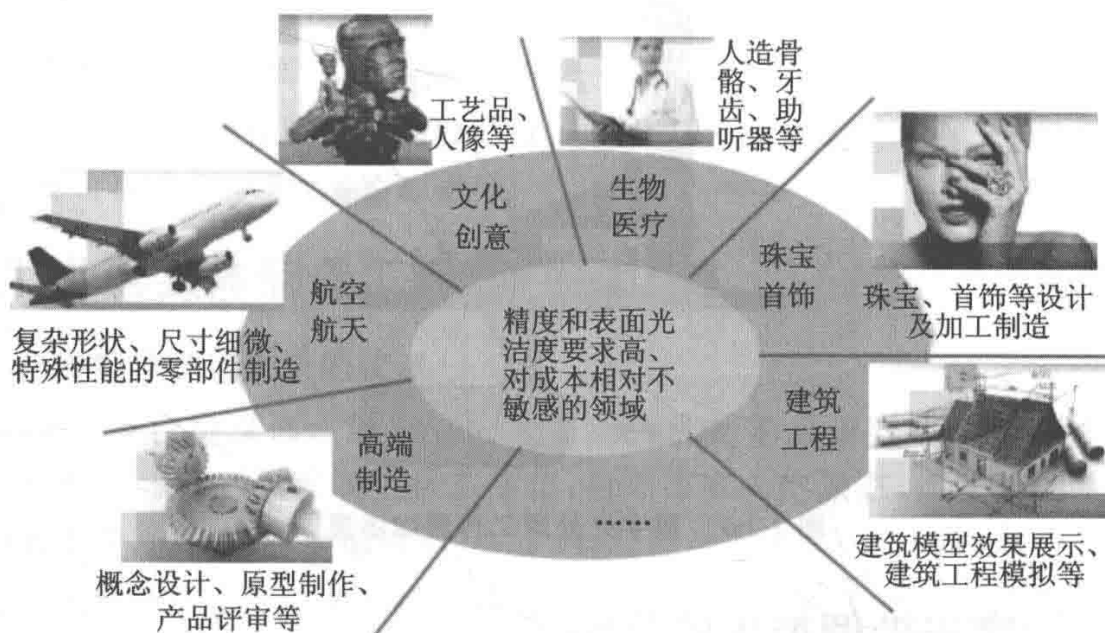 工艺品、
人像等
人造骨
骼、牙
齿、助
听器等
文化
创意
生物
医疗
珠宝
首饰
航空
航天
珠宝、首饰等设计
及加工制造
复杂形状、尺寸细微、
特殊性能的零部件制造
精度和表面光
洁度要求高、
对成本相对不
敏感的领域
建筑
工程
高端
制造
……
概念设计、原型制作、
产品评审等
建筑模型效果展示、
建筑工程模拟等